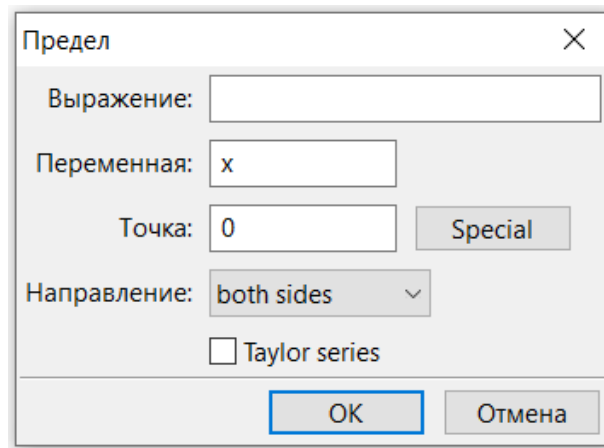 Предел
Выражение:
Переменная: x
Точка: 0 Special
Направление: both sides
Taylor series
OK Отмена